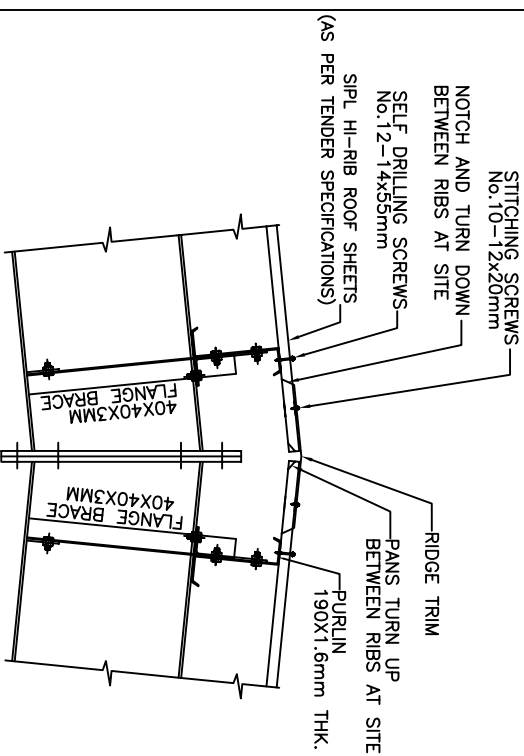 STITCHING SCREWS
No.10-12x20mm
NOTCH AND TURN DOWN
BETWEEN RIBS AT SITE
SELF DRILLING SCREWS
No.12-14x55mm
SIPL HI-RIB ROOF SHEETS
(AS PER TENDER SPECIFICATIONS)
RIDGE TRIM
PANS TURN UP
BETWEEN RIBS AT SITE
PURLIN
190X1.6mm THK.
40X40X3MM
FLANGE BRACE
40X40X3MM
FLANGE BRACE